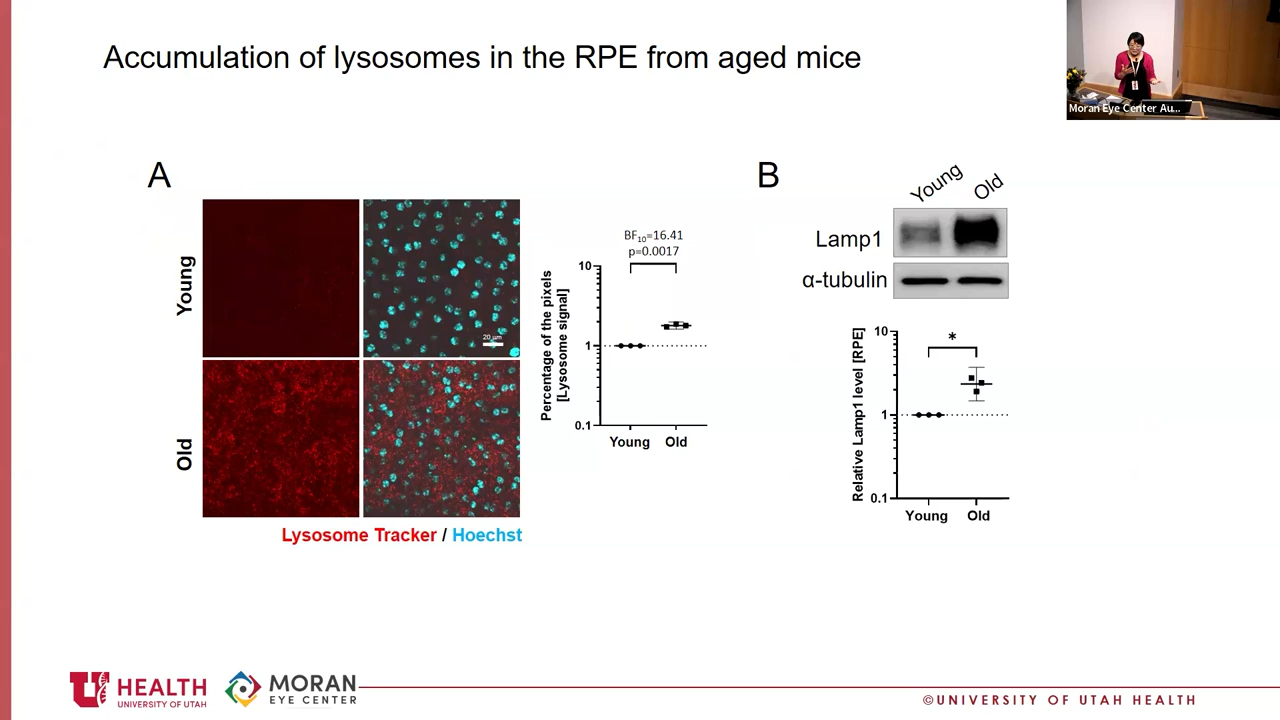 Accumulation of lysosomes in the RPE from aged mice
Moran Eye Center Au...
A
Young
Old
20 µm
Lysosome Tracker / Hoechst
BF10=16.41
p=0.0017
Percentage of the pixels
[Lysosome signal]
10
1
0.1
Young
Old
B
Young
Old
Lamp1
α-tubulin
Relative Lamp1 level [RPE]
*
10
1
0.1
Young
Old
U HEALTH
UNIVERSITY OF UTAH
MORAN
EYE CENTER
©UNIVERSITY OF UTAH HEALTH